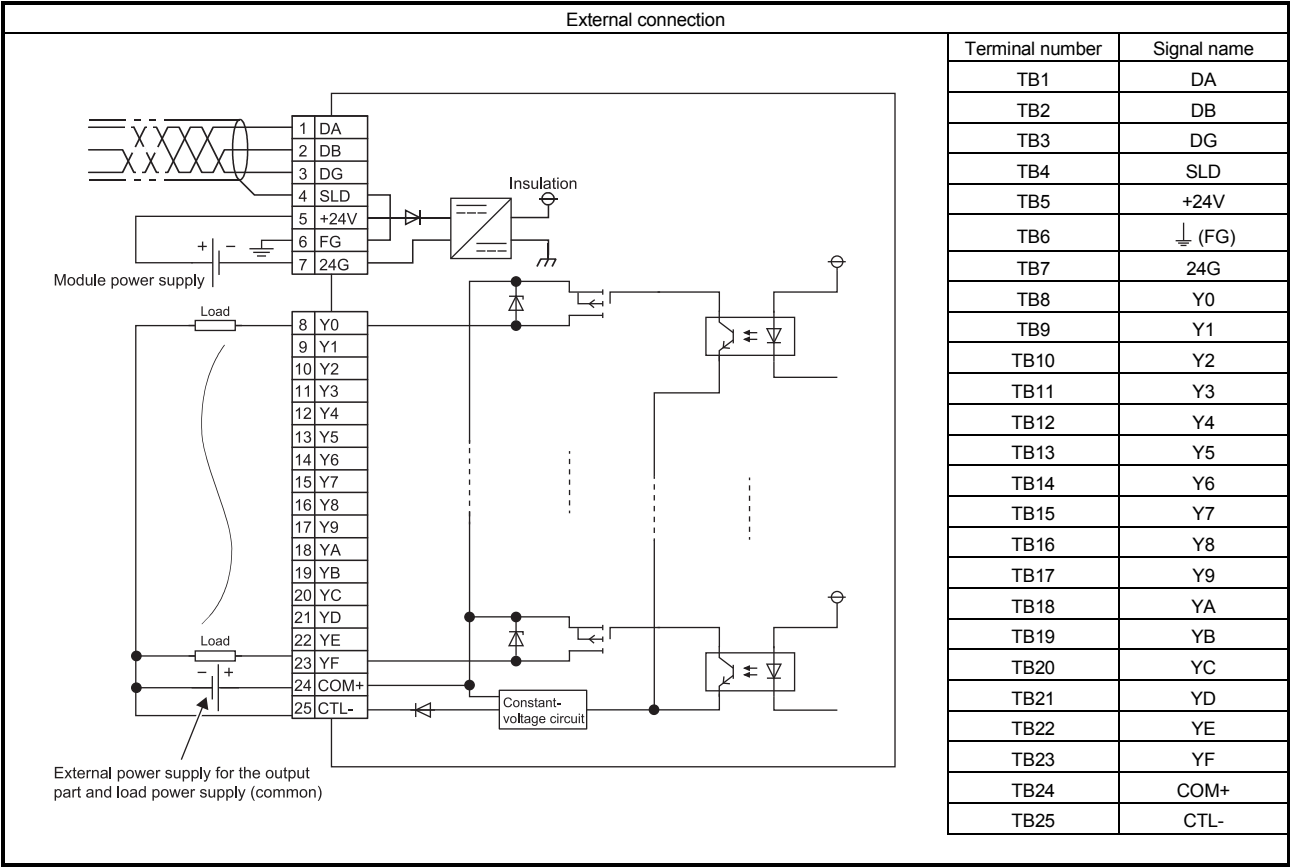 External connection
Terminal number Signal name
TB1 DA
TB2 DB
TB3 DG
TB4 SLD
TB5 +24V
TB6 ⏚ (FG)
TB7 24G
TB8 Y0
TB9 Y1
TB10 Y2
TB11 Y3
TB12 Y4
TB13 Y5
TB14 Y6
TB15 Y7
TB16 Y8
TB17 Y9
TB18 YA
TB19 YB
TB20 YC
TB21 YD
TB22 YE
TB23 YF
TB24 COM+
TB25 CTL-
1 DA
2 DB
3 DG
4 SLD
5 +24V
6 FG
7 24G
Insulation
+ −
Module power supply
Load
8 Y0
9 Y1
10 Y2
11 Y3
12 Y4
13 Y5
14 Y6
15 Y7
16 Y8
17 Y9
18 YA
19 YB
20 YC
21 YD
22 YE
23 YF
24 COM+
25 CTL-
Load
− +
Constant-
voltage circuit
External power supply for the output
part and load power supply (common)